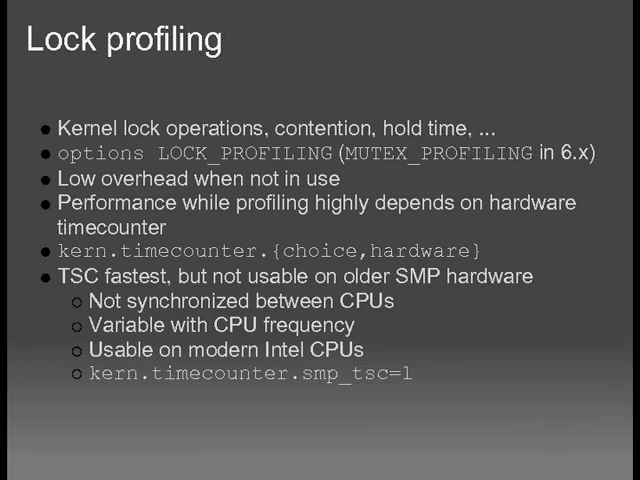 Lock profiling
Kernel lock operations, contention, hold time, ...
options LOCK_PROFILING (MUTEX_PROFILING in 6.x)
Low overhead when not in use
Performance while profiling highly depends on hardware
timecounter
kern.timecounter.{choice,hardware}
TSC fastest, but not usable on older SMP hardware
Not synchronized between CPUs
Variable with CPU frequency
Usable on modern Intel CPUs
kern.timecounter.smp_tsc=1